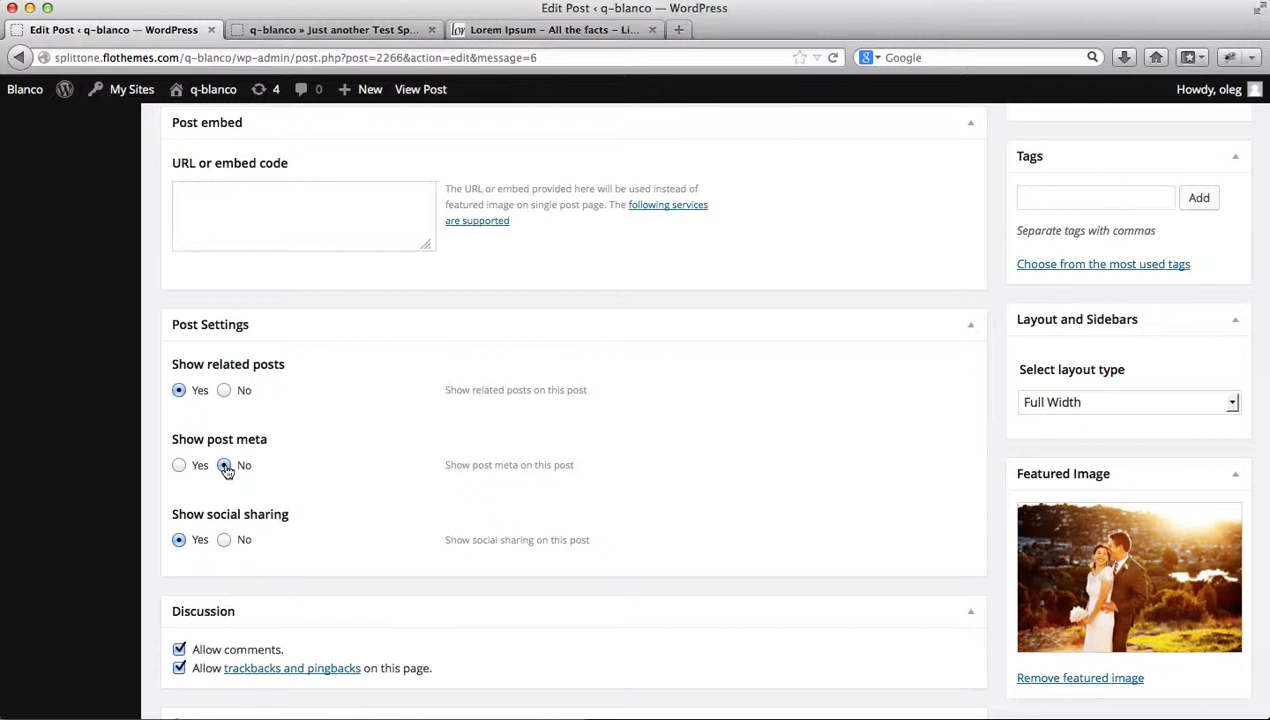 Edit Post ‹ q-blanco — WordPress
Edit Post ‹ q-blanco — WordPress
q-blanco » Just another Test Sp...
Lorem Ipsum – All the facts – Li...
splittone.flothemes.com/q-blanco/wp-admin/post.php?post=2266&action=edit&message=6
Google
Blanco
My Sites
q-blanco
4
0
New
View Post
Howdy, oleg
Post embed
URL or embed code
The URL or embed provided here will be used instead of
featured image on single post page. The following services
are supported
Post Settings
Show related posts
Yes
No
Show related posts on this post
Show post meta
Yes
No
Show post meta on this post
Show social sharing
Yes
No
Show social sharing on this post
Discussion
Allow comments.
Allow trackbacks and pingbacks on this page.
Tags
Add
Separate tags with commas
Choose from the most used tags
Layout and Sidebars
Select layout type
Full Width
Featured Image
Remove featured image